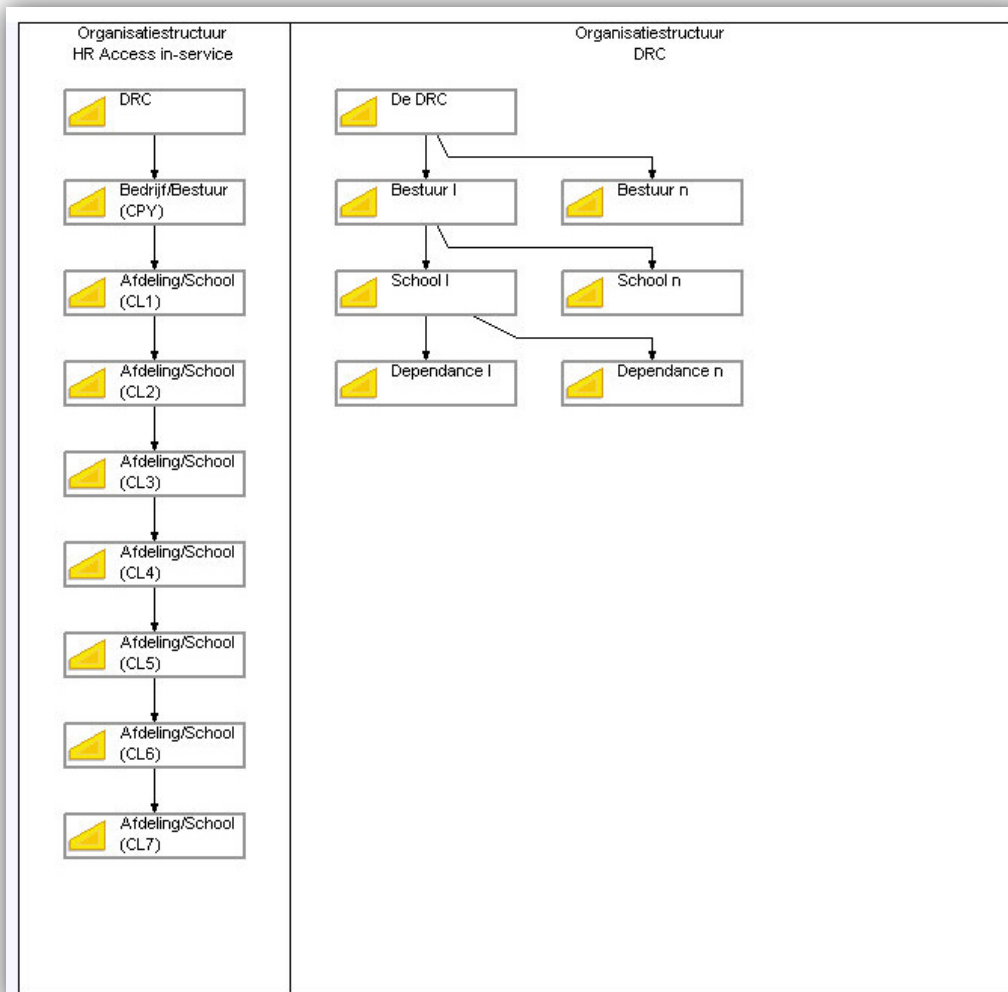 Organisatiestructuur
HR Access in-service
DRC
Bedrijf/Bestuur
(CPY)
Afdeling/School
(CL1)
Afdeling/School
(CL2)
Afdeling/School
(CL3)
Afdeling/School
(CL4)
Afdeling/School
(CL5)
Afdeling/School
(CL6)
Afdeling/School
(CL7)
Organisatiestructuur
DRC
De DRC
Bestuur I
Bestuur n
School I
School n
Dependance I
Dependance n